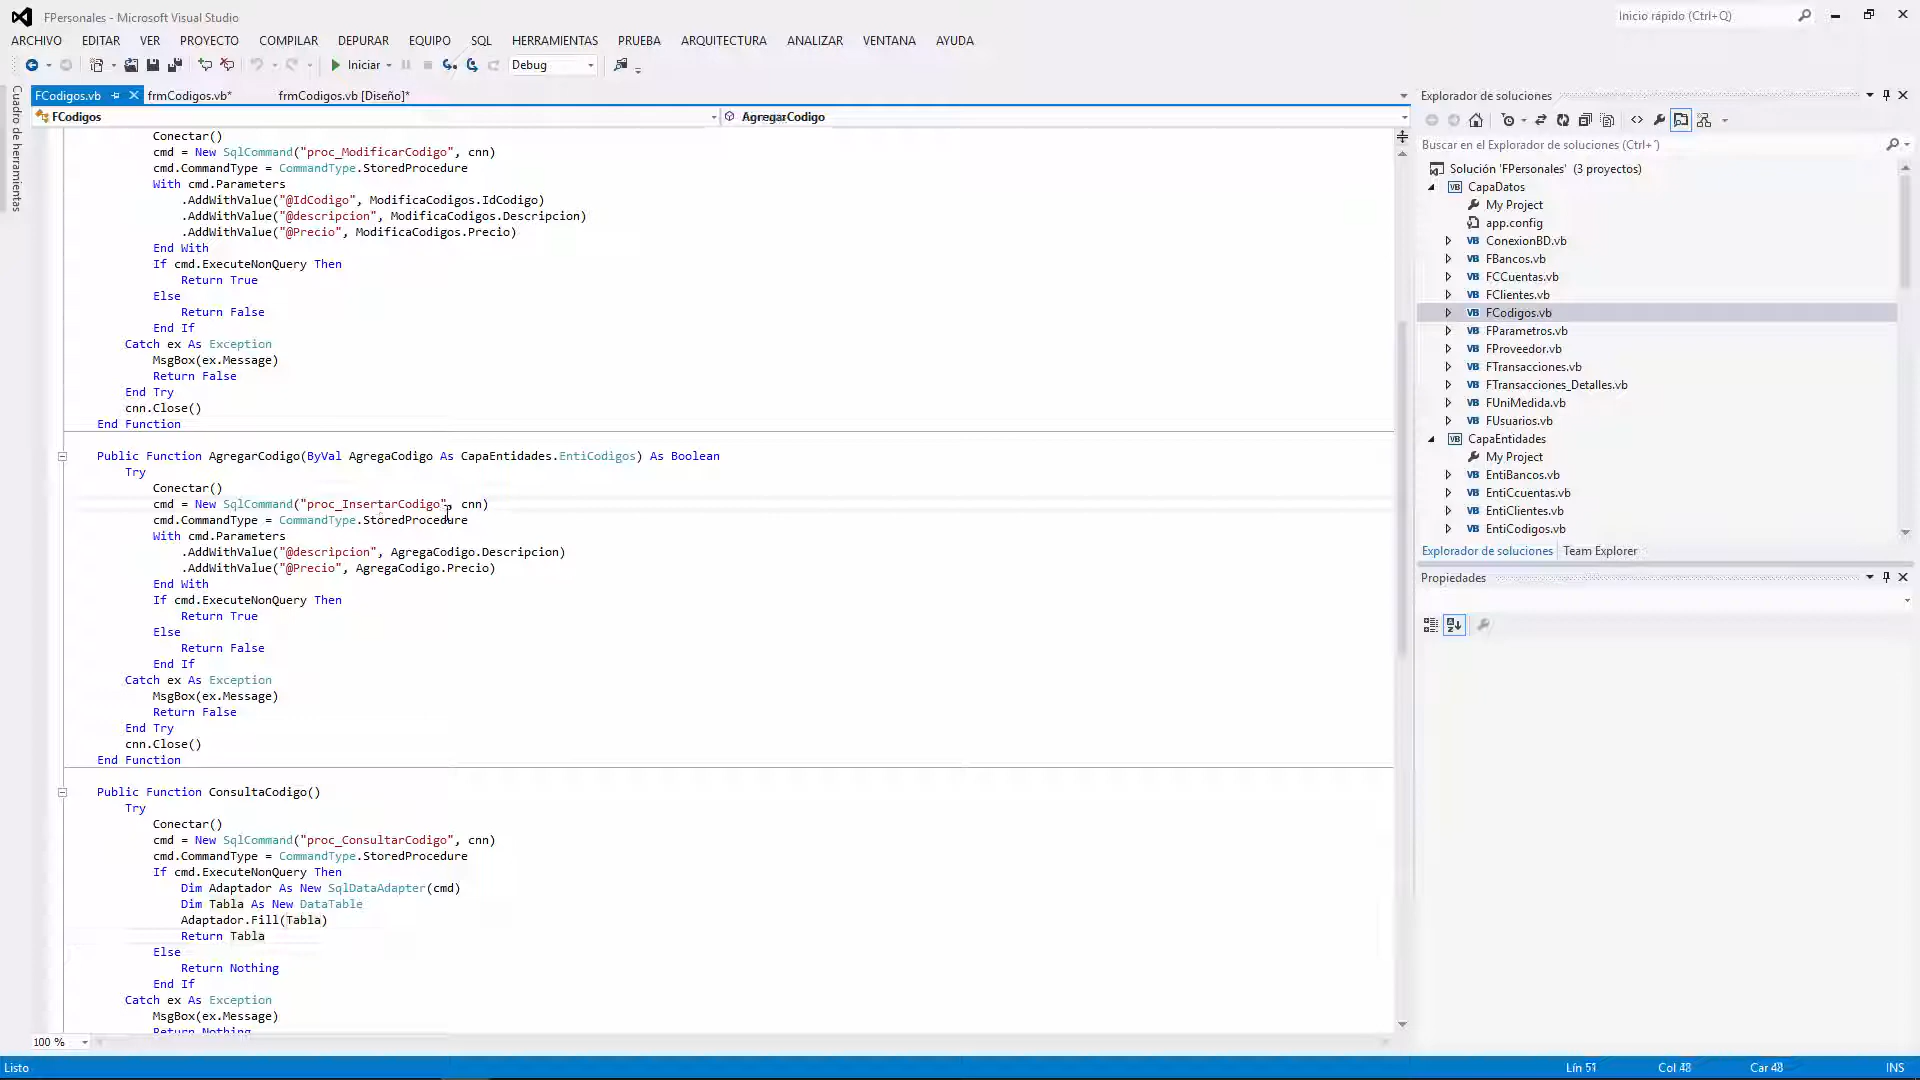 FPersonales - Microsoft Visual Studio
Inicio rápido (Ctrl+Q)
ARCHIVO EDITAR VER PROYECTO COMPILAR DEPURAR EQUIPO SQL HERRAMIENTAS PRUEBA ARQUITECTURA ANALIZAR VENTANA AYUDA
Iniciar Debug
Cuadro de herramientas
FCodigos.vb frmCodigos.vb* frmCodigos.vb [Diseño]*
FCodigos AgregarCodigo
Conectar()
cmd = New SqlCommand("proc_ModificarCodigo", cnn)
cmd.CommandType = CommandType.StoredProcedure
With cmd.Parameters
.AddWithValue("@IdCodigo", ModificaCodigos.IdCodigo)
.AddWithValue("@descripcion", ModificaCodigos.Descripcion)
.AddWithValue("@Precio", ModificaCodigos.Precio)
End With
If cmd.ExecuteNonQuery Then
Return True
Else
Return False
End If
Catch ex As Exception
MsgBox(ex.Message)
Return False
End Try
cnn.Close()
End Function
Public Function AgregarCodigo(ByVal AgregaCodigo As CapaEntidades.EntiCodigos) As Boolean
Try
Conectar()
cmd = New SqlCommand("proc_InsertarCodigo", cnn)
cmd.CommandType = CommandType.StoredProcedure
With cmd.Parameters
.AddWithValue("@descripcion", AgregaCodigo.Descripcion)
.AddWithValue("@Precio", AgregaCodigo.Precio)
End With
If cmd.ExecuteNonQuery Then
Return True
Else
Return False
End If
Catch ex As Exception
MsgBox(ex.Message)
Return False
End Try
cnn.Close()
End Function
Public Function ConsultaCodigo()
Try
Conectar()
cmd = New SqlCommand("proc_ConsultarCodigo", cnn)
cmd.CommandType = CommandType.StoredProcedure
If cmd.ExecuteNonQuery Then
Dim Adaptador As New SqlDataAdapter(cmd)
Dim Tabla As New DataTable
Adaptador.Fill(Tabla)
Return Tabla
Else
Return Nothing
End If
Catch ex As Exception
MsgBox(ex.Message)
Return Nothing
100 %
Explorador de soluciones
Buscar en el Explorador de soluciones (Ctrl+´)
Solución 'FPersonales' (3 proyectos)
CapaDatos
My Project
app.config
ConexionBD.vb
FBancos.vb
FCCuentas.vb
FClientes.vb
FCodigos.vb
FParametros.vb
FProveedor.vb
FTransacciones.vb
FTransacciones_Detalles.vb
FUniMedida.vb
FUsuarios.vb
CapaEntidades
My Project
EntiBancos.vb
EntiCcuentas.vb
EntiClientes.vb
EntiCodigos.vb
Explorador de soluciones Team Explorer
Propiedades
Listo Lín 51 Col 48 Car 48 INS